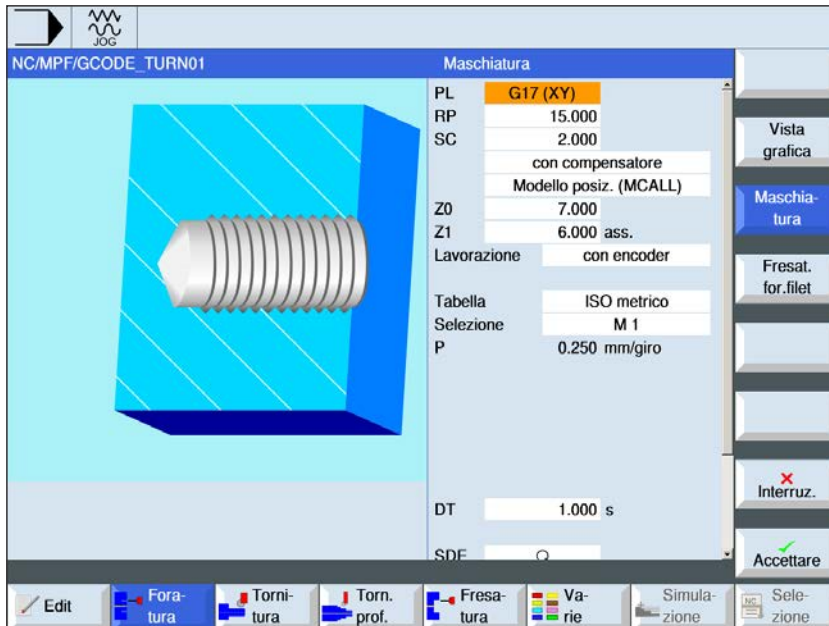 JOG
NC/MPF/GCODE_TURN01
Maschiatura
PL G17 (XY)
RP 15.000
SC 2.000
con compensatore
Modello posiz. (MCALL)
Z0 7.000
Z1 6.000 ass.
Lavorazione con encoder
Tabella ISO metrico
Selezione M 1
P 0.250 mm/giro
DT 1.000 s
SDE
Vista
grafica
Maschia-
tura
Fresat.
for.filet
Interruz.
Accettare
Edit
Fora-
tura
Torni-
tura
Torn.
prof.
Fresa-
tura
Va-
rie
Simula-
zione
NC
Sele-
zione